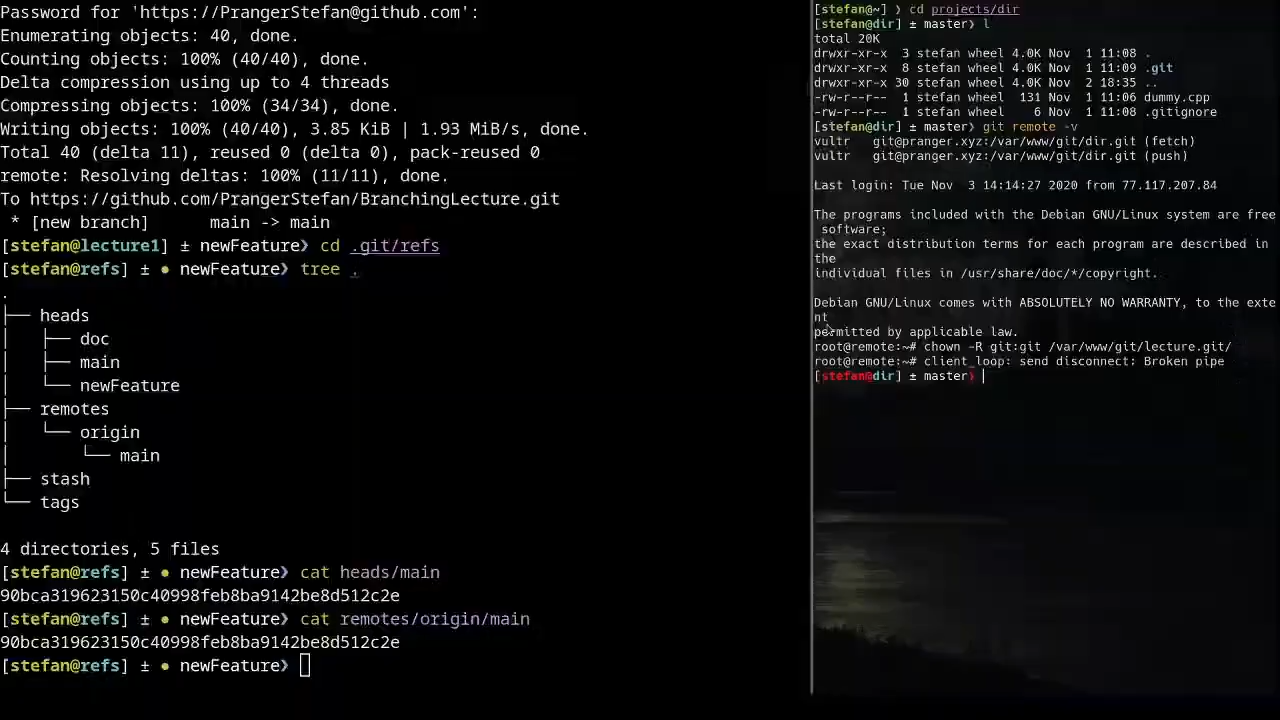 Password for 'https://PrangerStefan@github.com':
Enumerating objects: 40, done.
Counting objects: 100% (40/40), done.
Delta compression using up to 4 threads
Compressing objects: 100% (34/34), done.
Writing objects: 100% (40/40), 3.85 KiB | 1.93 MiB/s, done.
Total 40 (delta 11), reused 0 (delta 0), pack-reused 0
remote: Resolving deltas: 100% (11/11), done.
To https://github.com/PrangerStefan/BranchingLecture.git
 * [new branch]      main -> main
[stefan@lecture1] ± newFeature❯ cd .git/refs
[stefan@refs] ± ● newFeature❯ tree .
.
├── heads
│   ├── doc
│   ├── main
│   └── newFeature
├── remotes
│   └── origin
│       └── main
├── stash
└── tags
4 directories, 5 files
[stefan@refs] ± ● newFeature❯ cat heads/main
90bca319623150c40998feb8ba9142be8d512c2e
[stefan@refs] ± ● newFeature❯ cat remotes/origin/main
90bca319623150c40998feb8ba9142be8d512c2e
[stefan@refs] ± ● newFeature❯
[stefan@~] ❯ cd projects/dir
[stefan@dir] ± master❯ l
total 20K
drwxr-xr-x  3 stefan wheel 4.0K Nov  1 11:08 .
drwxr-xr-x  8 stefan wheel 4.0K Nov  1 11:09 .git
drwxr-xr-x 30 stefan wheel 4.0K Nov  2 18:35 ..
-rw-r--r--  1 stefan wheel  131 Nov  1 11:06 dummy.cpp
-rw-r--r--  1 stefan wheel    6 Nov  1 11:08 .gitignore
[stefan@dir] ± master❯ git remote -v
vultr   git@pranger.xyz:/var/www/git/dir.git (fetch)
vultr   git@pranger.xyz:/var/www/git/dir.git (push)
Last login: Tue Nov  3 14:14:27 2020 from 77.117.207.84
The programs included with the Debian GNU/Linux system are free
 software;
the exact distribution terms for each program are described in
the
individual files in /usr/share/doc/*/copyright.
Debian GNU/Linux comes with ABSOLUTELY NO WARRANTY, to the exte
nt
permitted by applicable law.
root@remote:~# chown -R git:git /var/www/git/lecture.git/
root@remote:~# client_loop: send disconnect: Broken pipe
[stefan@dir] ± master❯